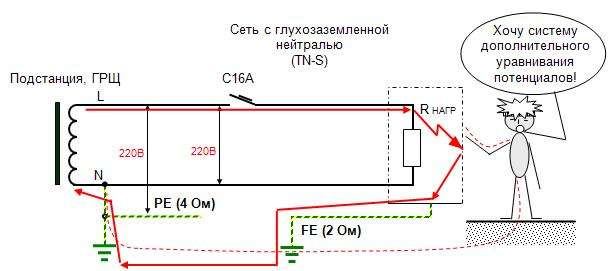 Сеть с глухозаземленной
нейтралью
(TN-S)
Хочу систему
дополнительного
уравнивания
потенциалов!
Подстанция, ГРЩ
L
C16A
R НАГР
220В
220В
N
PE (4 Ом)
FE (2 Ом)